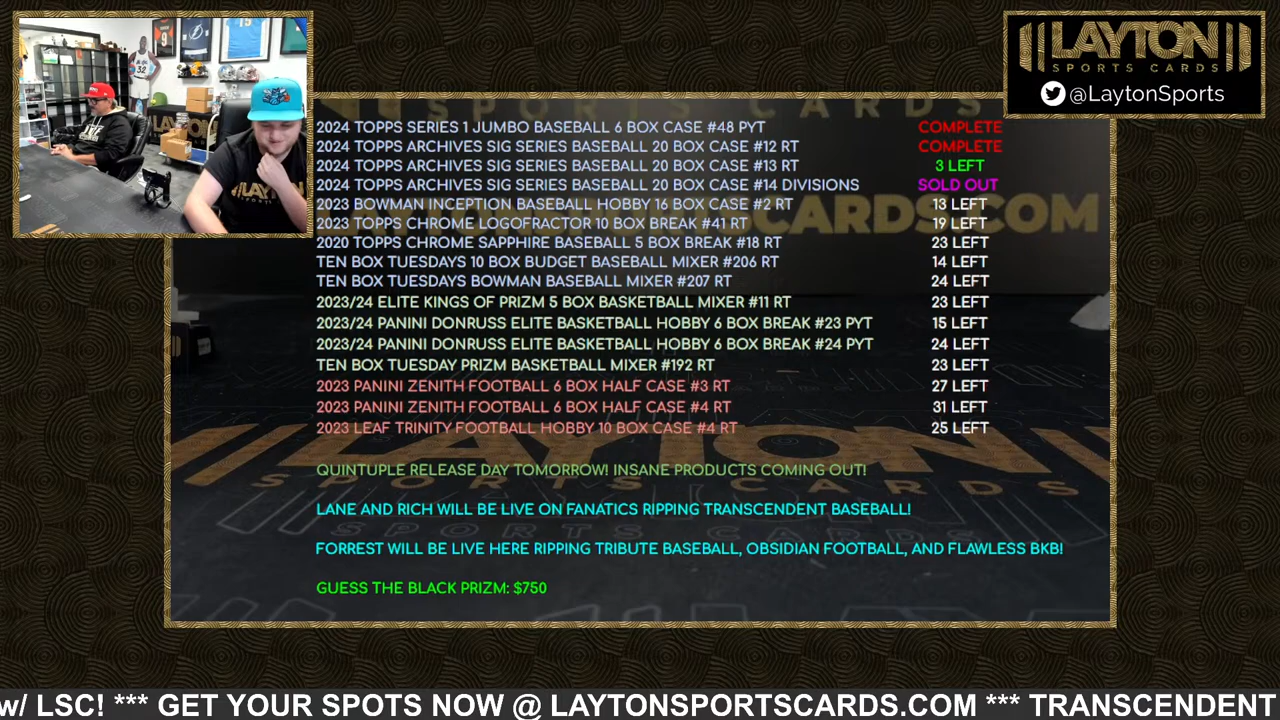 LAYTON
SPORTS CARDS
@LaytonSports
SPORTS CARDS
2024 TOPPS SERIES 1 JUMBO BASEBALL 6 BOX CASE #48 PYT COMPLETE
2024 TOPPS ARCHIVES SIG SERIES BASEBALL 20 BOX CASE #12 RT COMPLETE
2024 TOPPS ARCHIVES SIG SERIES BASEBALL 20 BOX CASE #13 RT 3 LEFT
2024 TOPPS ARCHIVES SIG SERIES BASEBALL 20 BOX CASE #14 DIVISIONS SOLD OUT
2023 BOWMAN INCEPTION BASEBALL HOBBY 16 BOX CASE #2 RT 13 LEFT
2023 TOPPS CHROME LOGOFRACTOR 10 BOX BREAK #41 RT 19 LEFT
2020 TOPPS CHROME SAPPHIRE BASEBALL 5 BOX BREAK #18 RT 23 LEFT
TEN BOX TUESDAYS 10 BOX BUDGET BASEBALL MIXER #206 RT 14 LEFT
TEN BOX TUESDAYS BOWMAN BASEBALL MIXER #207 RT 24 LEFT
2023/24 ELITE KINGS OF PRIZM 5 BOX BASKETBALL MIXER #11 RT 23 LEFT
2023/24 PANINI DONRUSS ELITE BASKETBALL HOBBY 6 BOX BREAK #23 PYT 15 LEFT
2023/24 PANINI DONRUSS ELITE BASKETBALL HOBBY 6 BOX BREAK #24 PYT 24 LEFT
TEN BOX TUESDAY PRIZM BASKETBALL MIXER #192 RT 23 LEFT
2023 PANINI ZENITH FOOTBALL 6 BOX HALF CASE #3 RT 27 LEFT
2023 PANINI ZENITH FOOTBALL 6 BOX HALF CASE #4 RT 31 LEFT
2023 LEAF TRINITY FOOTBALL HOBBY 10 BOX CASE #4 RT 25 LEFT
CARDS.COM
LAYTON
SPORTS CARDS
QUINTUPLE RELEASE DAY TOMORROW! INSANE PRODUCTS COMING OUT!
LANE AND RICH WILL BE LIVE ON FANATICS RIPPING TRANSCENDENT BASEBALL!
FORREST WILL BE LIVE HERE RIPPING TRIBUTE BASEBALL, OBSIDIAN FOOTBALL, AND FLAWLESS BKB!
GUESS THE BLACK PRIZM: $750
w/ LSC! *** GET YOUR SPOTS NOW @ LAYTONSPORTSCARDS.COM *** TRANSCENDENT